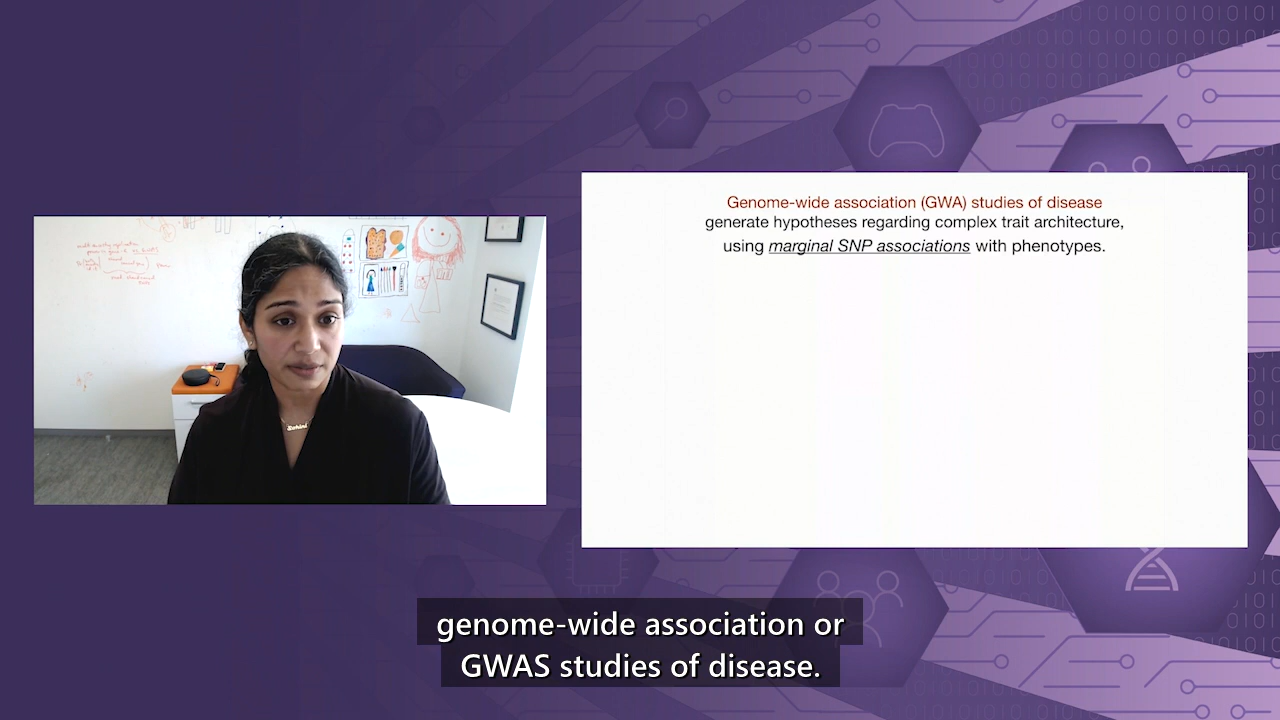 Genome-wide association (GWA) studies of disease
generate hypotheses regarding complex trait architecture,
using marginal SNP associations with phenotypes.
genome-wide association or
GWAS studies of disease.